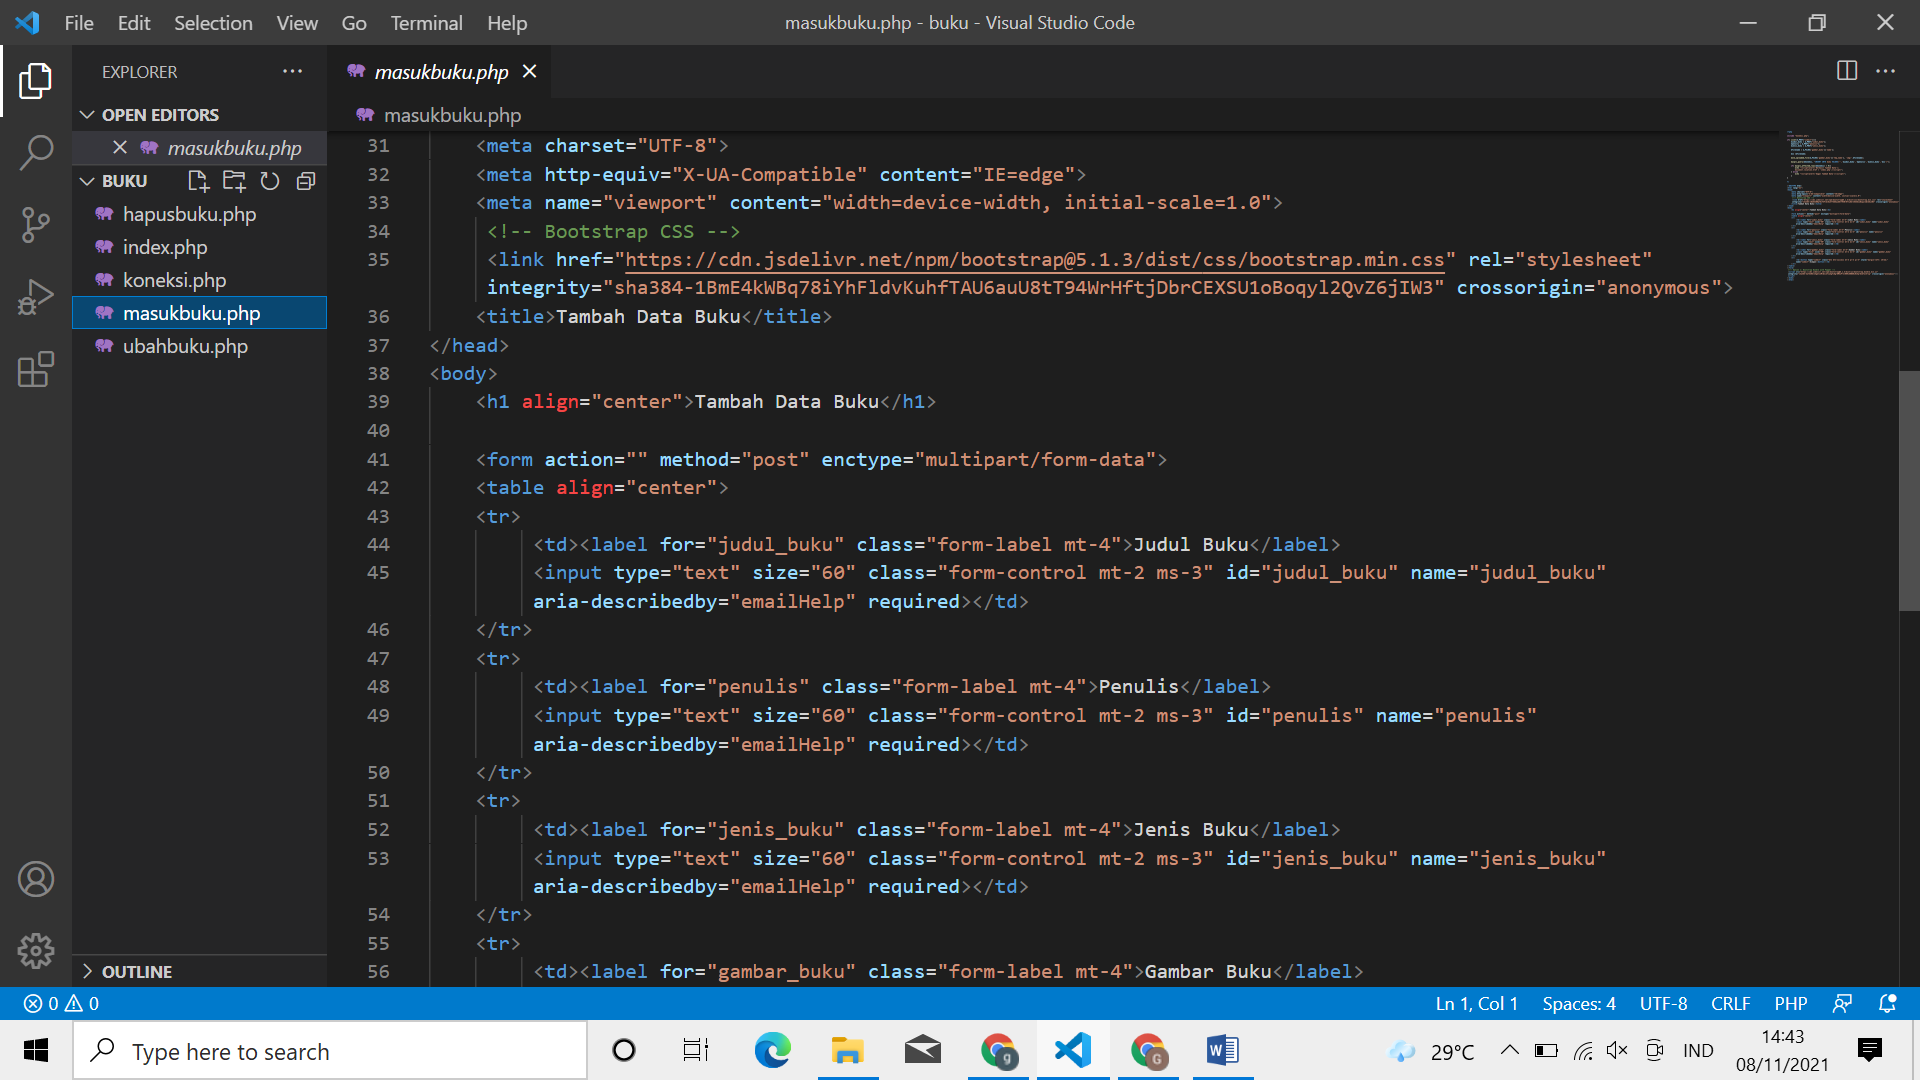 File Edit Selection View Go Terminal Help
masukbuku.php - buku - Visual Studio Code
EXPLORER
OPEN EDITORS
masukbuku.php
BUKU
hapusbuku.php
index.php
koneksi.php
masukbuku.php
ubahbuku.php
OUTLINE
masukbuku.php
masukbuku.php
31 <meta charset="UTF-8">
32 <meta http-equiv="X-UA-Compatible" content="IE=edge">
33 <meta name="viewport" content="width=device-width, initial-scale=1.0">
34 <!-- Bootstrap CSS -->
35 <link href="https://cdn.jsdelivr.net/npm/bootstrap@5.1.3/dist/css/bootstrap.min.css" rel="stylesheet"
integrity="sha384-1BmE4kWBq78iYhFldvKuhfTAU6auU8tT94WrHftjDbrCEXSU1oBoqyl2QvZ6jIW3" crossorigin="anonymous">
36 <title>Tambah Data Buku</title>
37 </head>
38 <body>
39 <h1 align="center">Tambah Data Buku</h1>
40
41 <form action="" method="post" enctype="multipart/form-data">
42 <table align="center">
43 <tr>
44 <td><label for="judul_buku" class="form-label mt-4">Judul Buku</label>
45 <input type="text" size="60" class="form-control mt-2 ms-3" id="judul_buku" name="judul_buku"
aria-describedby="emailHelp" required></td>
46 </tr>
47 <tr>
48 <td><label for="penulis" class="form-label mt-4">Penulis</label>
49 <input type="text" size="60" class="form-control mt-2 ms-3" id="penulis" name="penulis"
aria-describedby="emailHelp" required></td>
50 </tr>
51 <tr>
52 <td><label for="jenis_buku" class="form-label mt-4">Jenis Buku</label>
53 <input type="text" size="60" class="form-control mt-2 ms-3" id="jenis_buku" name="jenis_buku"
aria-describedby="emailHelp" required></td>
54 </tr>
55 <tr>
56 <td><label for="gambar_buku" class="form-label mt-4">Gambar Buku</label>
0 0
Ln 1, Col 1 Spaces: 4 UTF-8 CRLF PHP
Type here to search
29°C
IND
14:43
08/11/2021